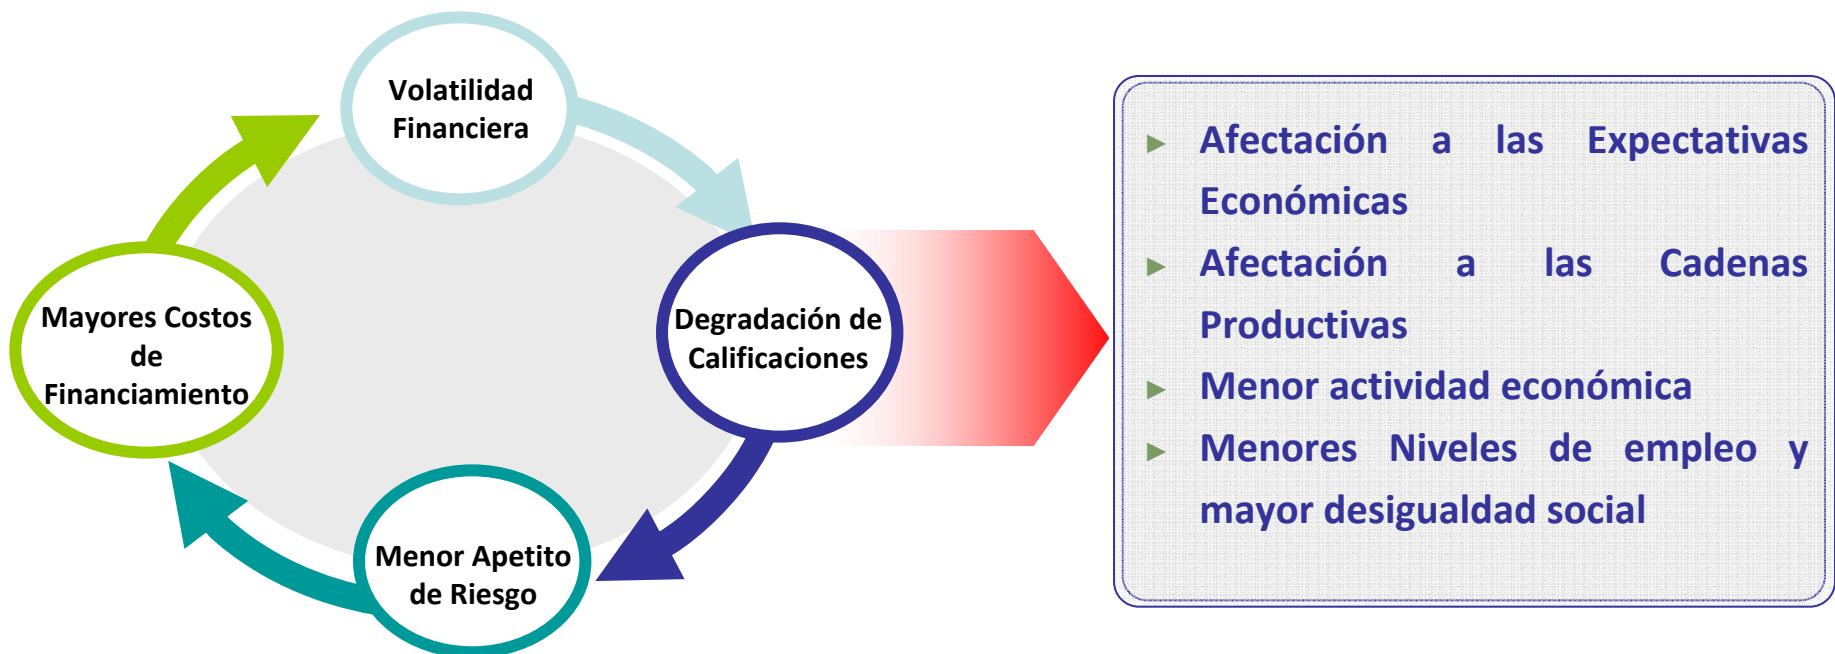 Volatilidad
Financiera
Mayores Costos
de
Financiamiento
Degradación de
Calificaciones
Menor Apetito
de Riesgo
► Afectación a las Expectativas
Económicas
► Afectación a las Cadenas
Productivas
► Menor actividad económica
► Menores Niveles de empleo y
mayor desigualdad social